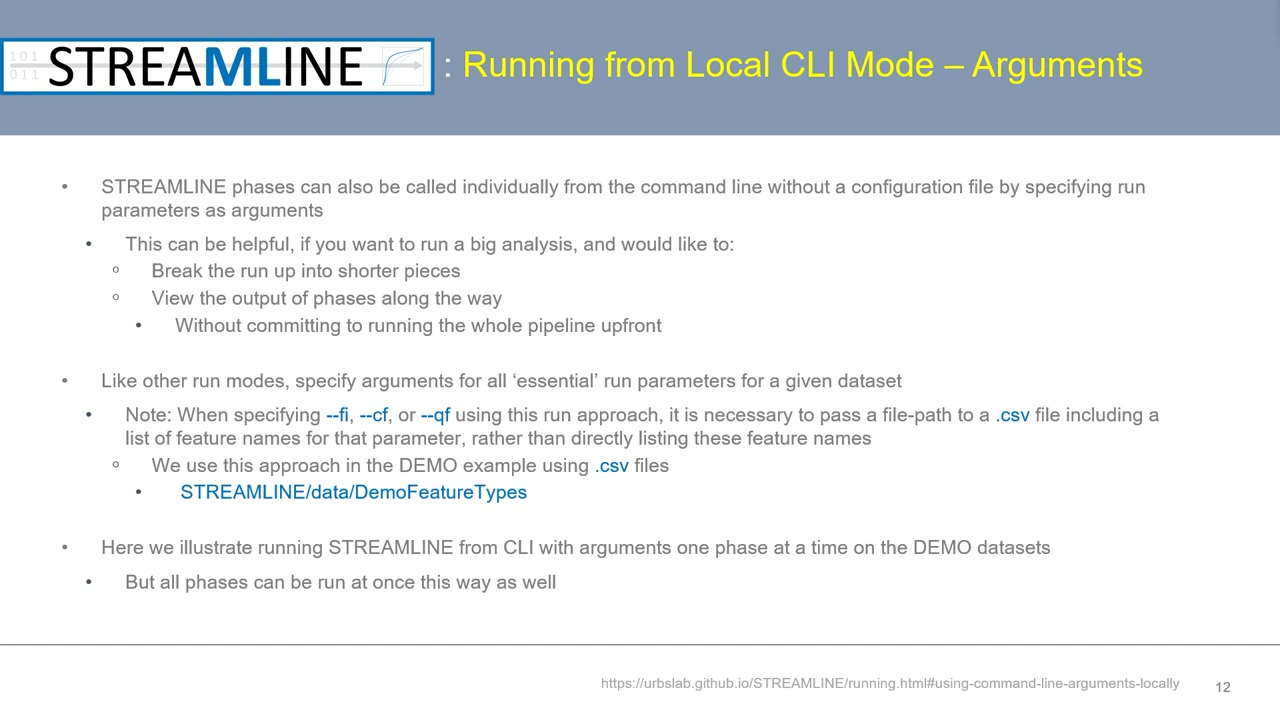 101
011
STREAMLINE : Running from Local CLI Mode – Arguments
• STREAMLINE phases can also be called individually from the command line without a configuration file by specifying run
parameters as arguments
• This can be helpful, if you want to run a big analysis, and would like to:
o Break the run up into shorter pieces
o View the output of phases along the way
• Without committing to running the whole pipeline upfront
• Like other run modes, specify arguments for all ‘essential’ run parameters for a given dataset
• Note: When specifying --fi, --cf, or --qf using this run approach, it is necessary to pass a file-path to a .csv file including a
list of feature names for that parameter, rather than directly listing these feature names
o We use this approach in the DEMO example using .csv files
• STREAMLINE/data/DemoFeatureTypes
• Here we illustrate running STREAMLINE from CLI with arguments one phase at a time on the DEMO datasets
• But all phases can be run at once this way as well
https://urbslab.github.io/STREAMLINE/running.html#using-command-line-arguments-locally
12